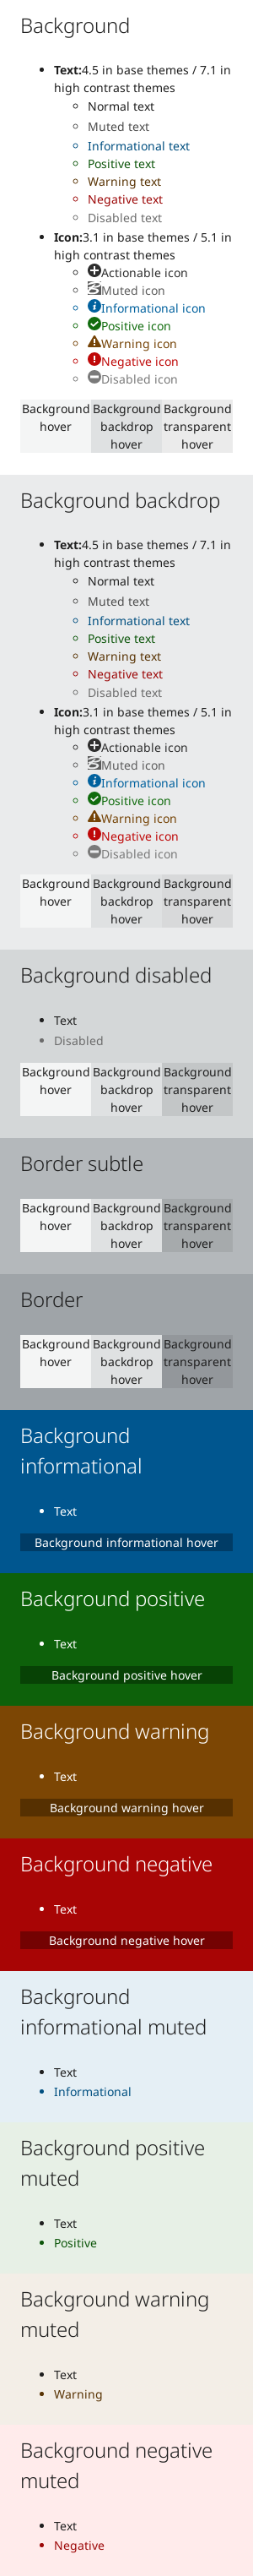 Background
Text:4.5 in base themes / 7.1 in
high contrast themes
Normal text
Muted text
Informational text
Positive text
Warning text
Negative text
Disabled text
Icon:3.1 in base themes / 5.1 in
high contrast themes
Actionable icon
Muted icon
Informational icon
Positive icon
Warning icon
Negative icon
Disabled icon
Background Background Background
hover backdrop transparent
hover hover
Background backdrop
Text:4.5 in base themes / 7.1 in
high contrast themes
Normal text
Muted text
Informational text
Positive text
Warning text
Negative text
Disabled text
Icon:3.1 in base themes / 5.1 in
high contrast themes
Actionable icon
Muted icon
Informational icon
Positive icon
Warning icon
Negative icon
Disabled icon
Background Background Background
hover backdrop transparent
hover hover
Background disabled
Text
Disabled
Background Background Background
hover backdrop transparent
hover hover
Border subtle
Background Background Background
hover backdrop transparent
hover hover
Border
Background Background Background
hover backdrop transparent
hover hover
Background
informational
Text
Background informational hover
Background positive
Text
Background positive hover
Background warning
Text
Background warning hover
Background negative
Text
Background negative hover
Background
informational muted
Text
Informational
Background positive
muted
Text
Positive
Background warning
muted
Text
Warning
Background negative
muted
Text
Negative